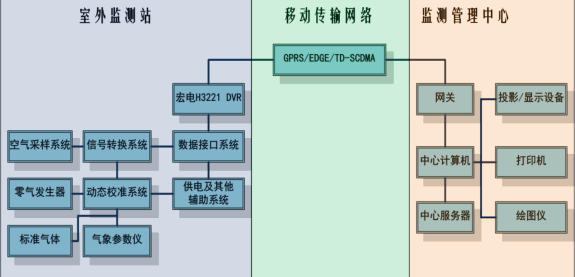 室外监测站
移动传输网络
监测管理中心
GPRS/EDGE/TD-SCDMA
宏电H3221 DVR
网关
投影/显示设备
空气采样系统
信号转换系统
数据接口系统
中心计算机
打印机
零气发生器
动态校准系统
供电及其他
辅助系统
中心服务器
绘图仪
标准气体
气象参数仪